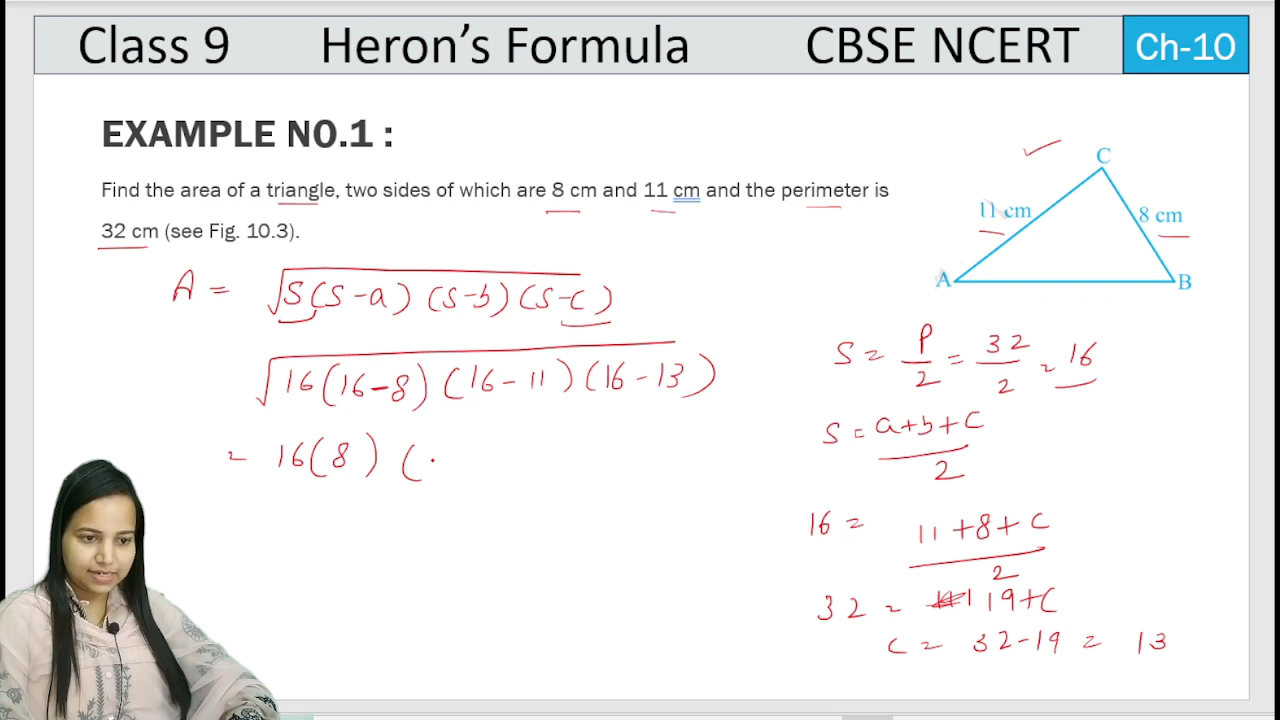 Class 9 Heron's Formula CBSE NCERT Ch-10
EXAMPLE NO.1 :
Find the area of a triangle, two sides of which are 8 cm and 11 cm and the perimeter is
32 cm (see Fig. 10.3).
C
11 cm
8 cm
A
B
A = √S(S-a) (S-b) (S-c)
√16(16-8) (16-11) (16-13)
= 16(8) (
S = P/2 = 32/2 = 16
S = a+b+c/2
16 = 11+8+c/2
32 = 19+c
c = 32-19 = 13